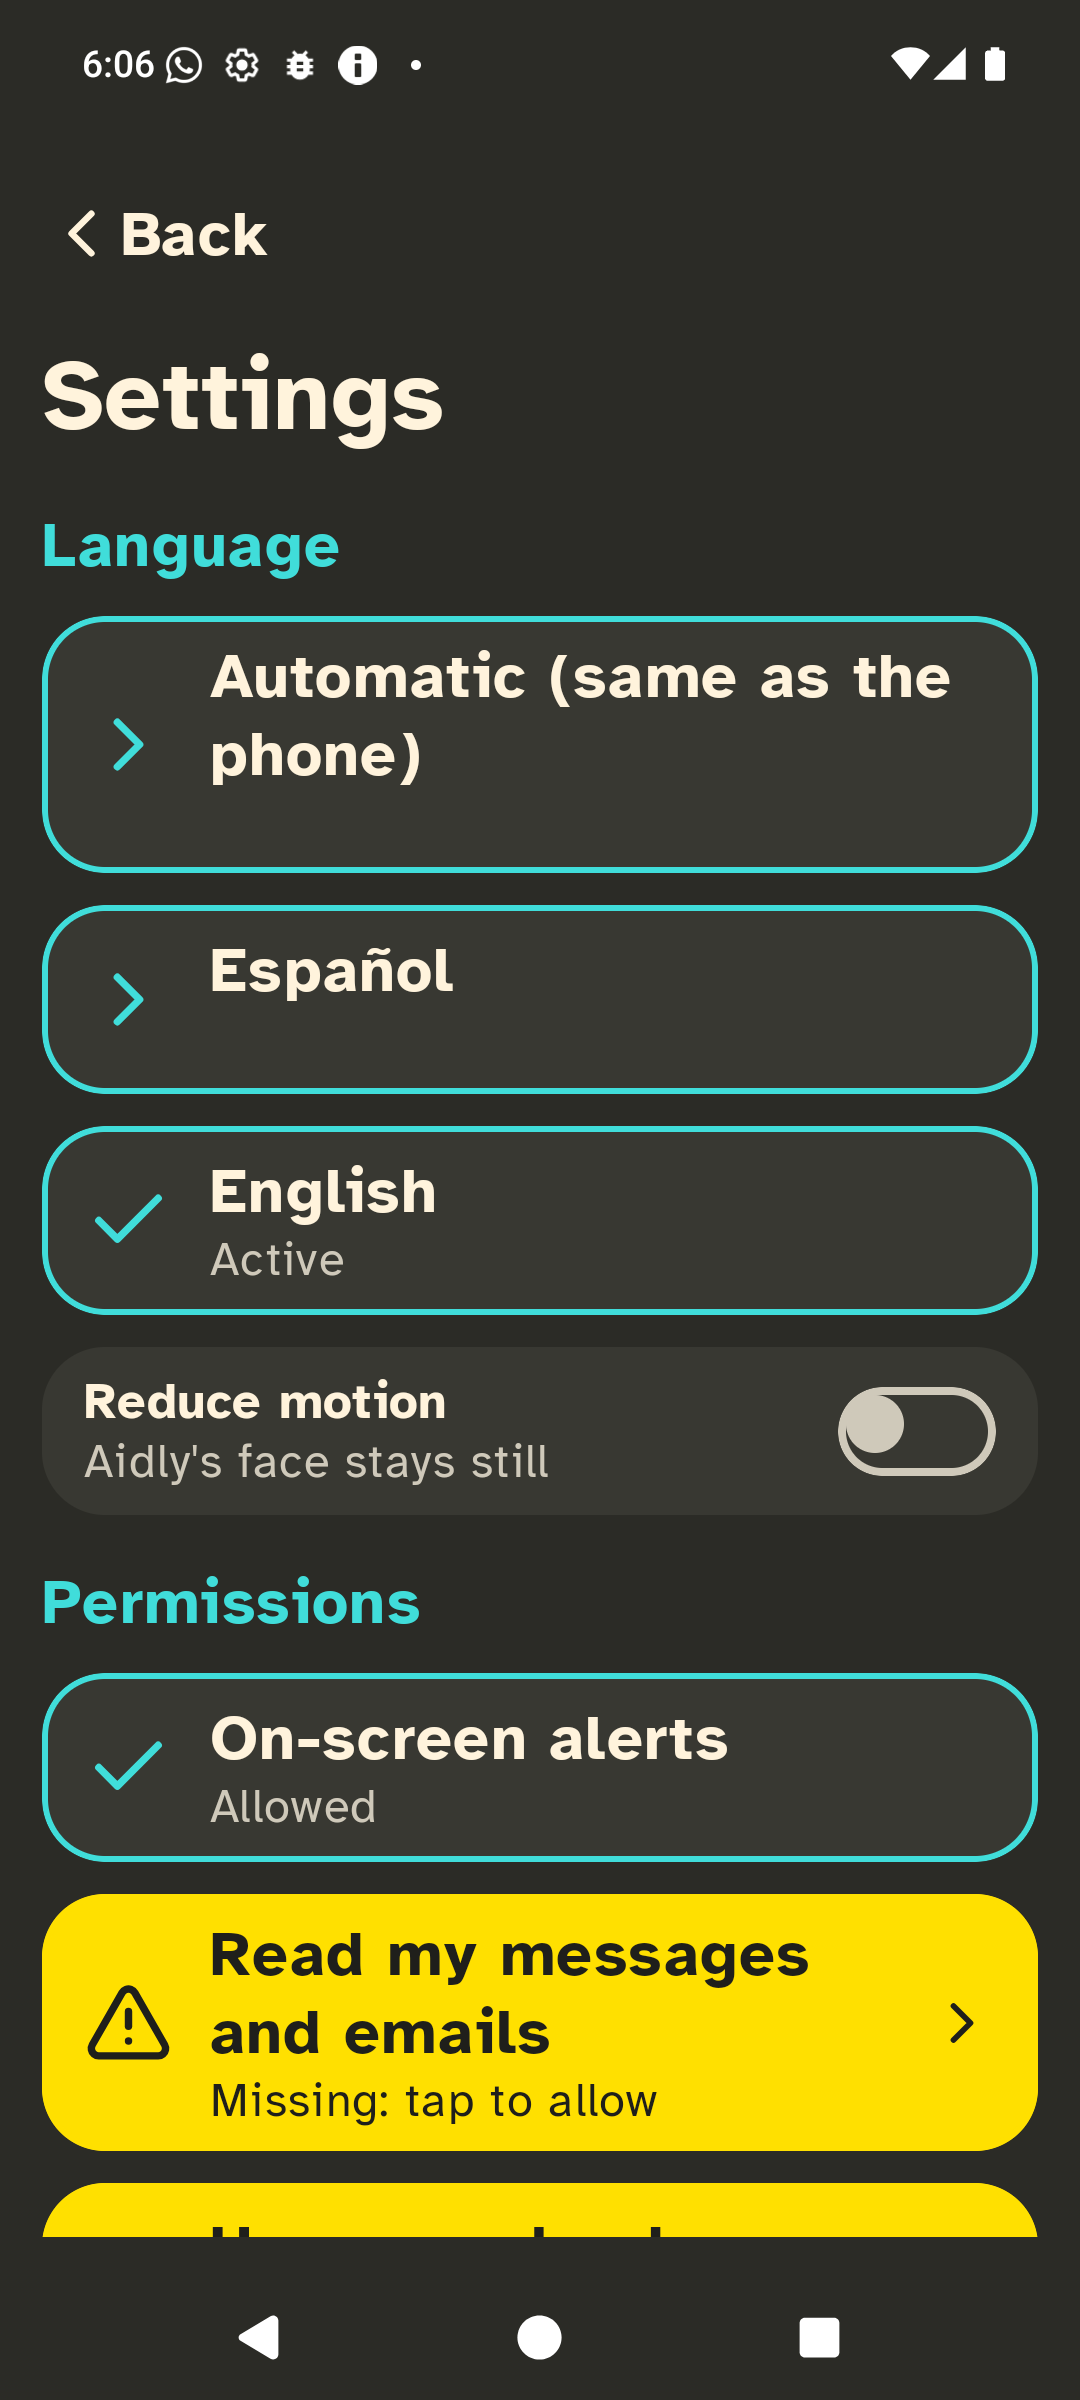 6:06
Back
Settings
Language
Automatic (same as the
phone)
Español
English
Active
Reduce motion
Aidly's face stays still
Permissions
On-screen alerts
Allowed
Read my messages
and emails
Missing: tap to allow